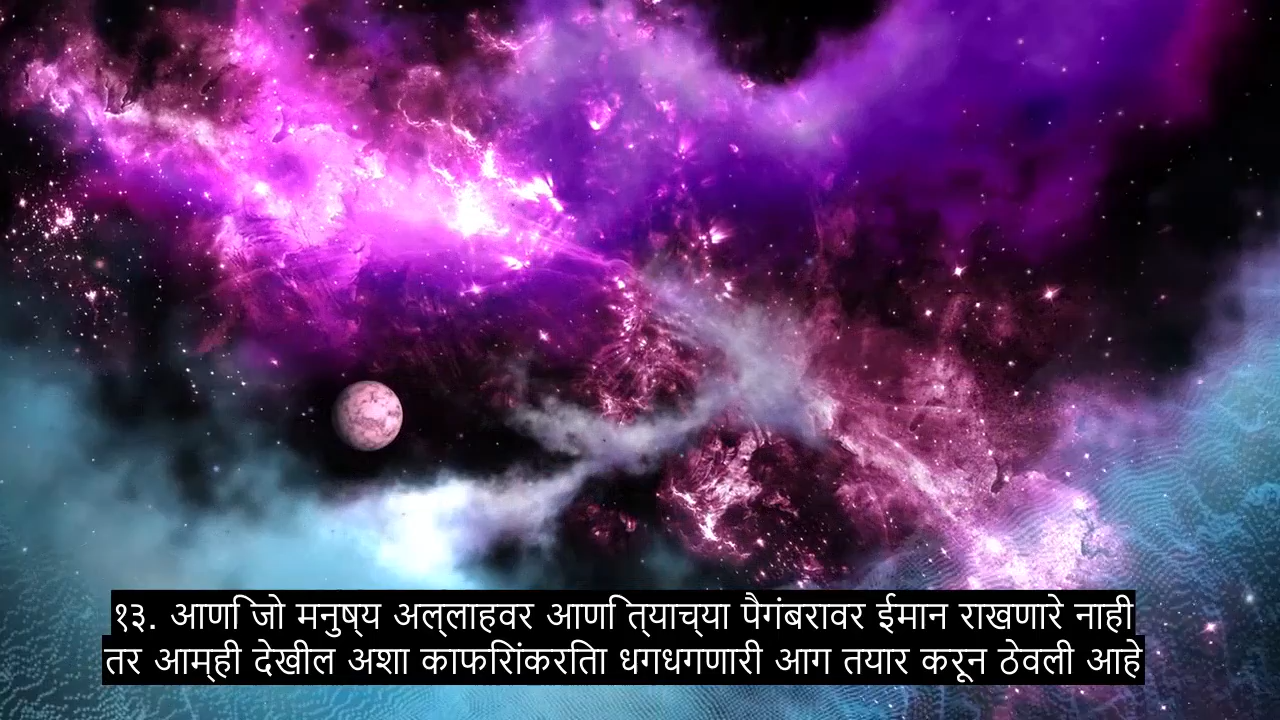 १३. आणि जो मनुष्य अल्लाहवर आणि त्याच्या पैगंबरावर ईमान राखणारे नाही
तर आम्ही देखील अशा काफिरांकरिता धगधगणारी आग तयार करून ठेवली आहे